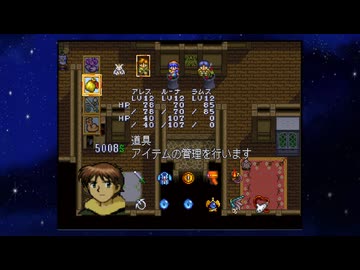 アレス ルーナ ラムス
LV12 LV12 LV12
HP 78 70 85
/ 78 / 70 / 85
MP 40 107 0
/ 40 /107 / 0
道具
5008S
アイテムの管理を行います